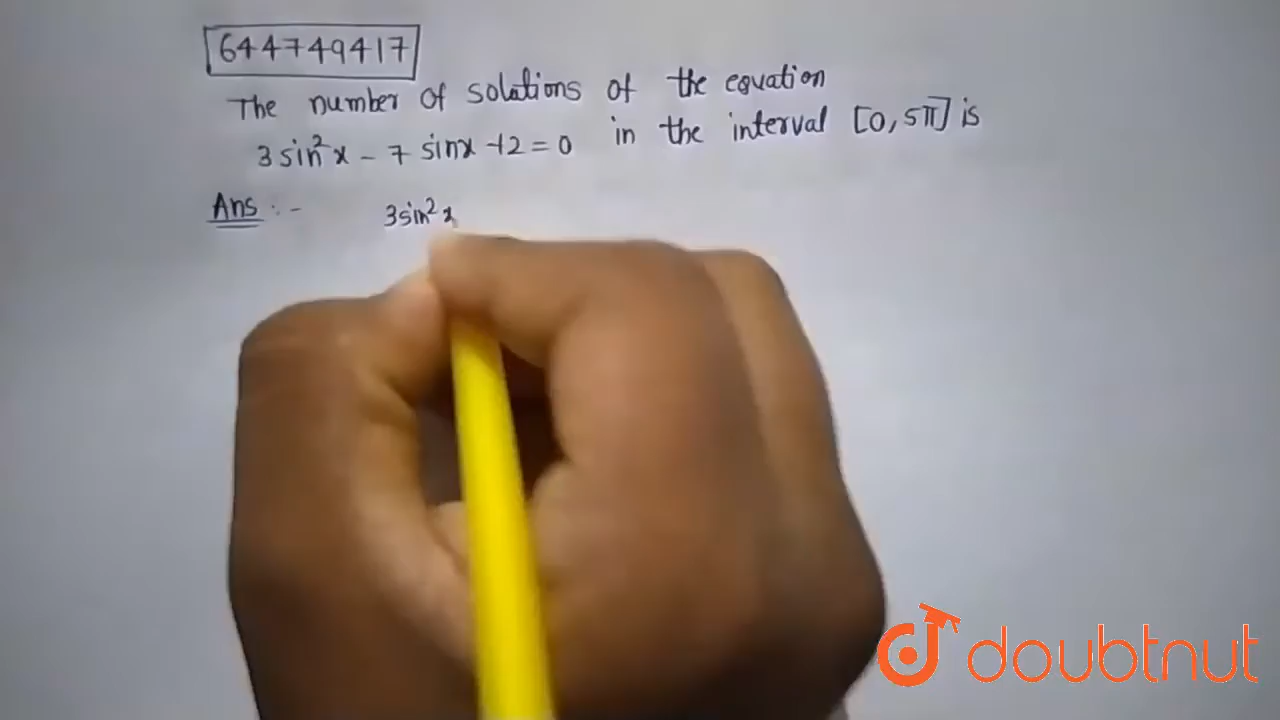 644749417
The number of solutions of the equation
3 sin²x - 7 sinx +2 = 0 in the interval [0, 5π] is
Ans :- 3sin² x
doubtnut